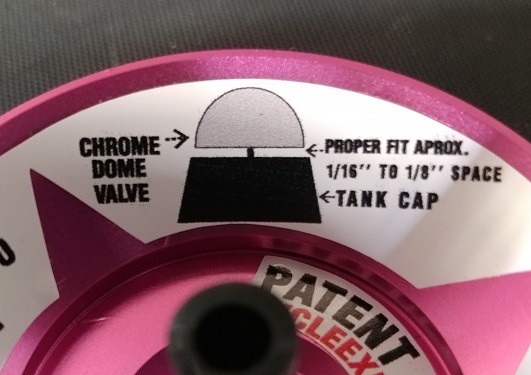 CHROME
DOME
VALVE
PROPER FIT APROX.
1/16" TO 1/8" SPACE
TANK CAP
PATENT